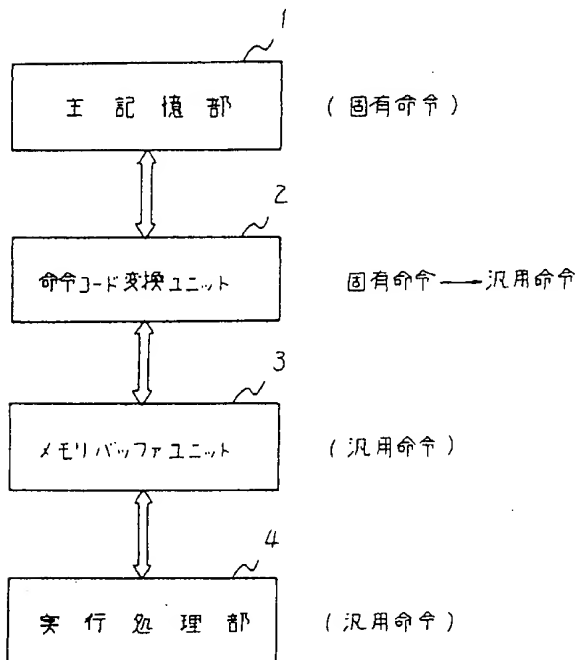 1
主記憶部 (固有命令)
2
命令コード変換ユニット 固有命令→汎用命令
3
メモリバッファユニット (汎用命令)
4
実行処理部 (汎用命令)